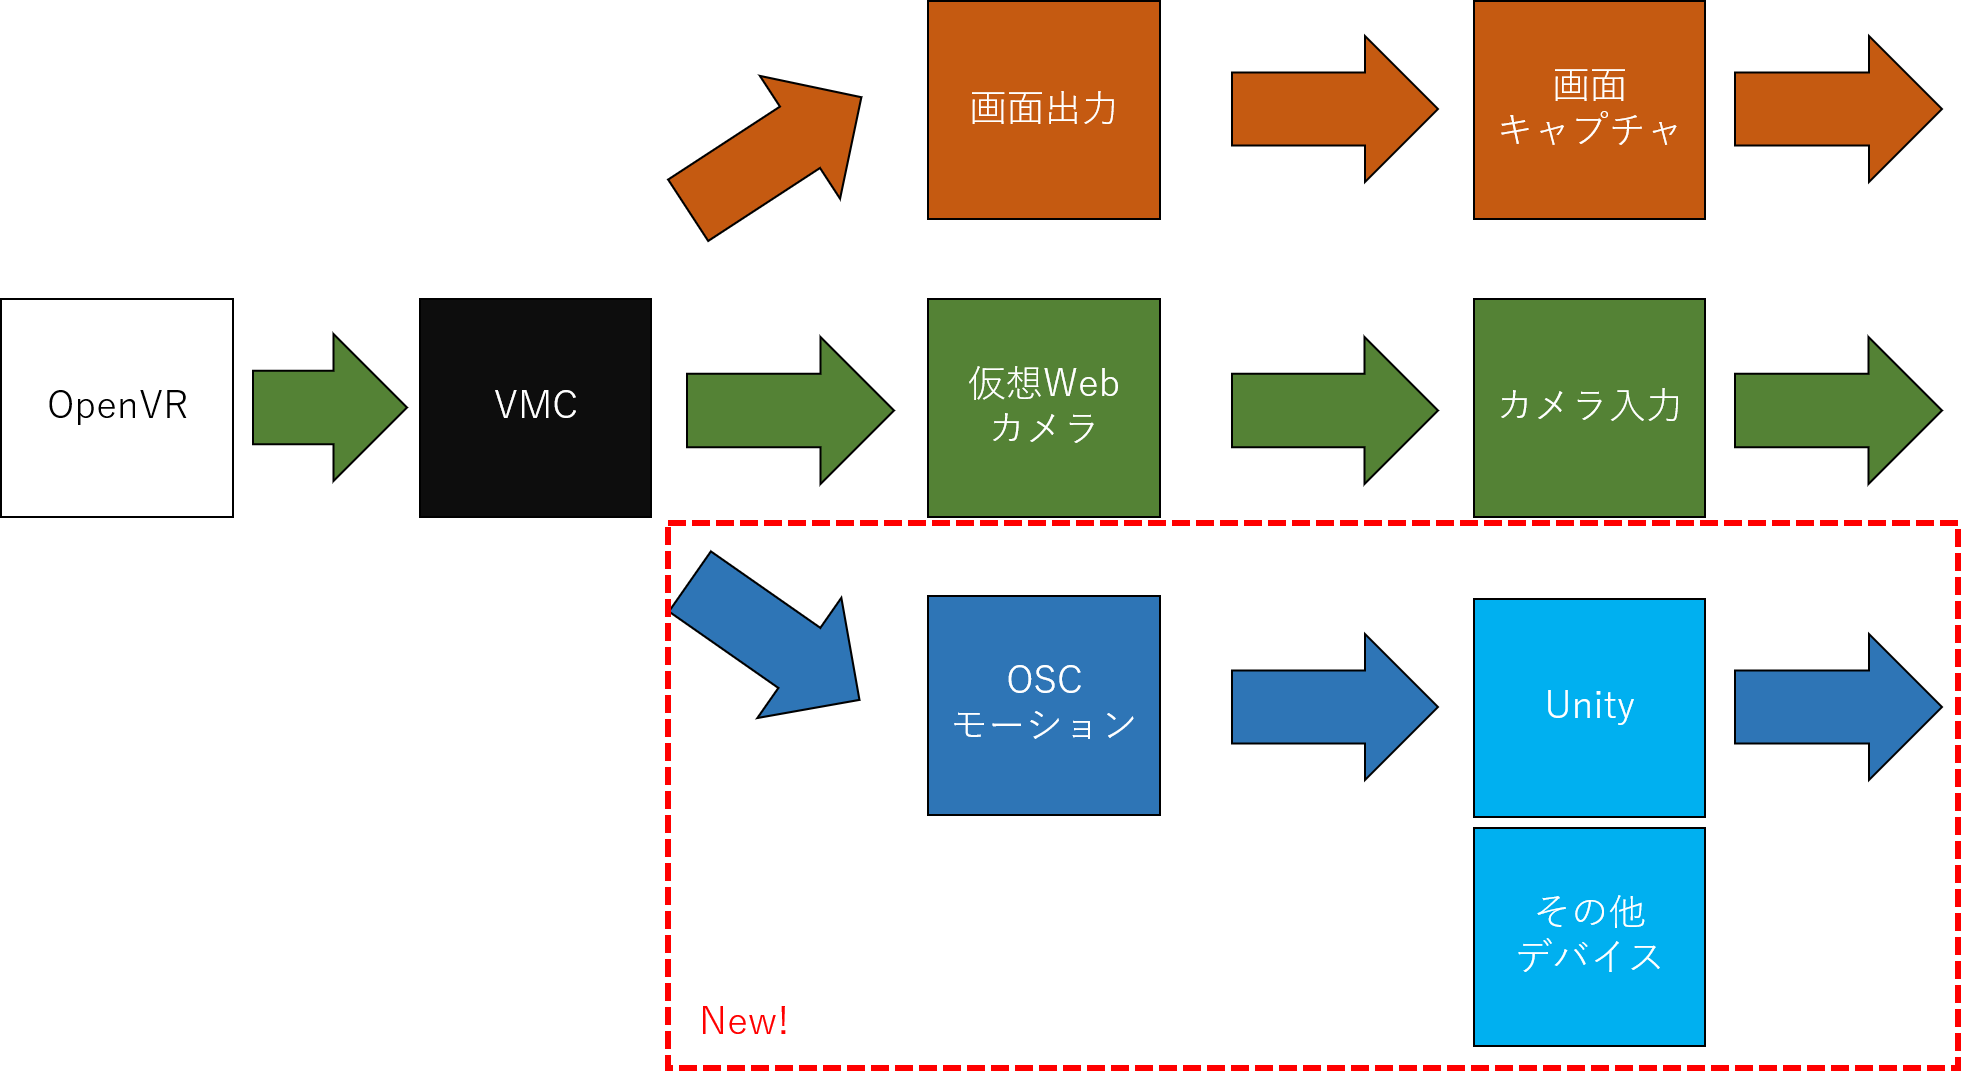 画面出力
画面
キャプチャ
OpenVR
VMC
仮想Web
カメラ
カメラ入力
OSC
モーション
Unity
その他
デバイス
New!